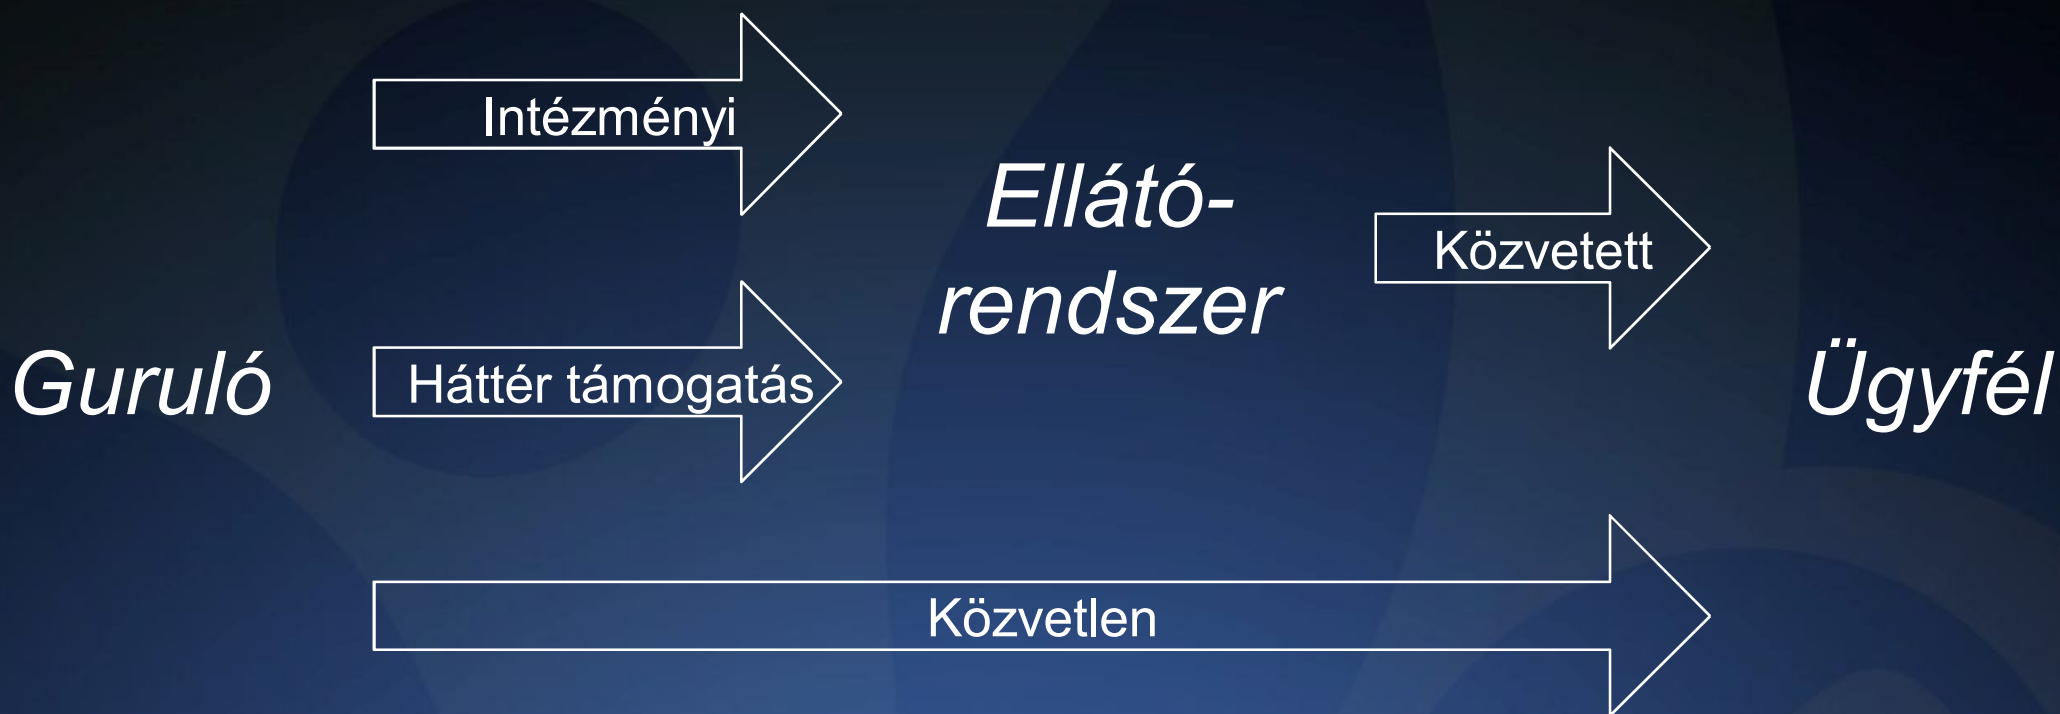 Intézményi
Ellátó-
rendszer
Közvetett
Guruló
Háttér támogatás
Ügyfél
Közvetlen